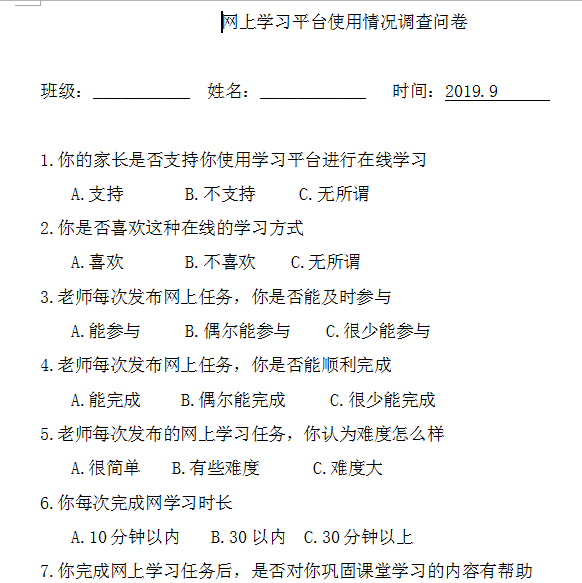 网上学习平台使用情况调查问卷
班级：___________ 姓名：____________ 时间：2019.9
1.你的家长是否支持你使用学习平台进行在线学习
A.支持 B.不支持 C.无所谓
2.你是否喜欢这种在线的学习方式
A.喜欢 B.不喜欢 C.无所谓
3.老师每次发布网上任务，你是否能及时参与
A.能参与 B.偶尔能参与 C.很少能参与
4.老师每次发布网上任务，你是否能顺利完成
A.能完成 B.偶尔能完成 C.很少能完成
5.老师每次发布的网上学习任务，你认为难度怎么样
A.很简单 B.有些难度 C.难度大
6.你每次完成网学习时长
A.10分钟以内 B.30以内 C.30分钟以上
7.你完成网上学习任务后，是否对你巩固课堂学习的内容有帮助